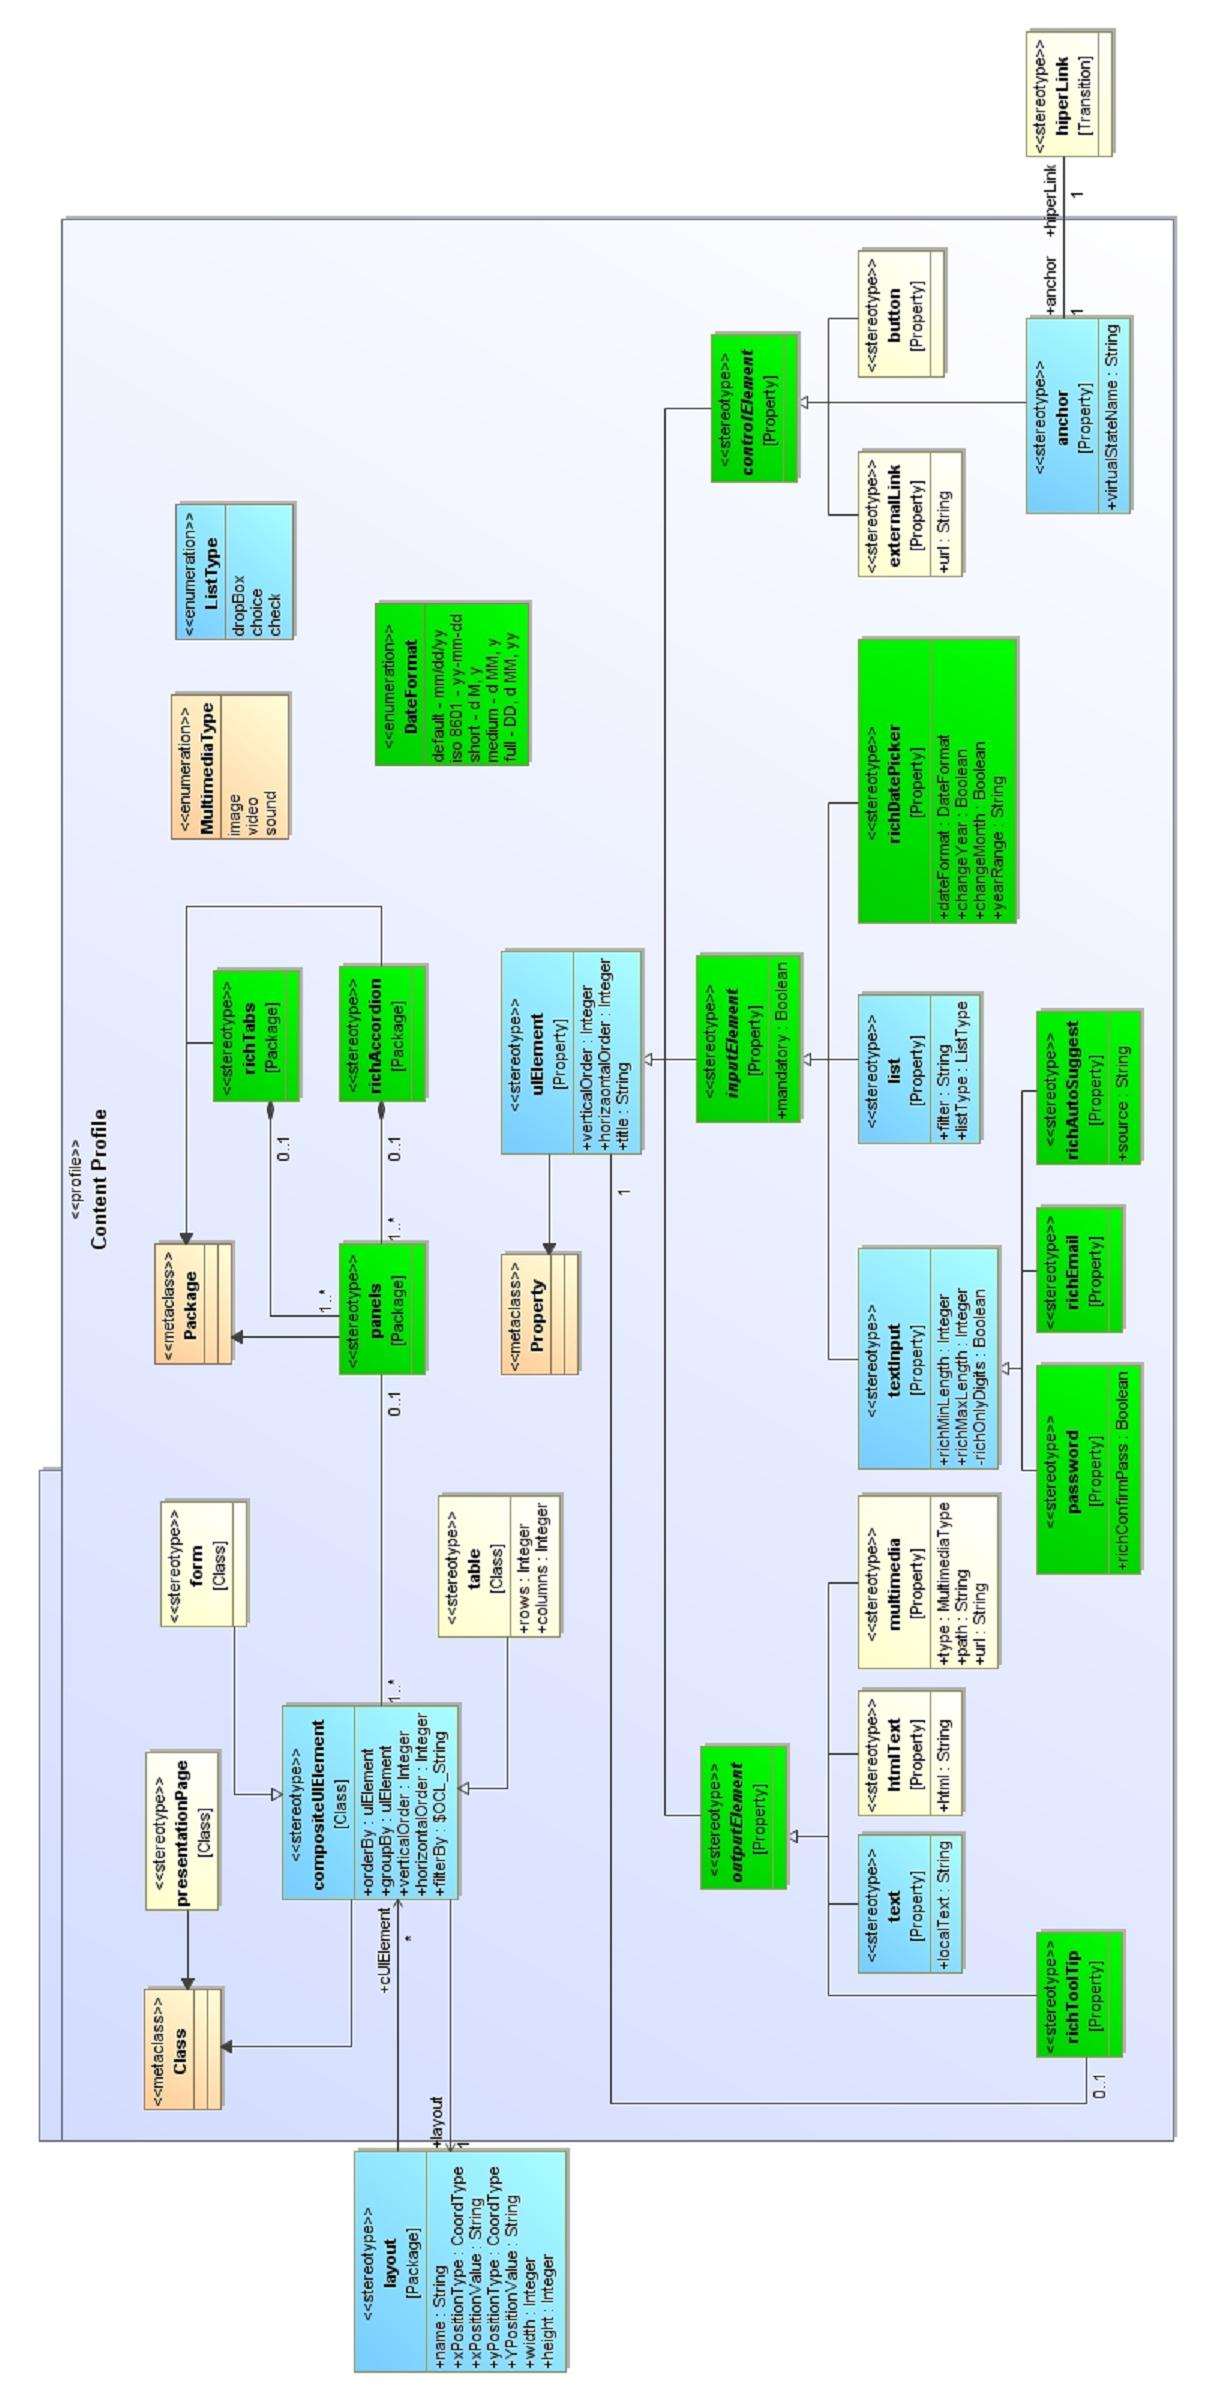 <<profile>>
Content Profile
<<metaclass>>
Class
<<stereotype>>
presentationPage
[Class]
<<stereotype>>
form
[Class]
<<metaclass>>
Package
<<stereotype>>
richTabs
[Package]
<<enumeration>>
MultimediaType
image
video
sound
<<enumeration>>
ListType
dropBox
choice
check
<<stereotype>>
layout
[Package]
+name : String
+xPositionType : CoordType
+xPositionValue : String
+yPositionType : CoordType
+YPositionValue : String
+width : Integer
+height : Integer
+cUIElement
*
+layout
1
<<stereotype>>
compositeUIElement
[Class]
+orderBy : uIElement
+groupBy : uIElement
+verticalOrder : Integer
+horizontalOrder : Integer
+filterBy : $OCL_String
1..*
0..1
<<stereotype>>
table
[Class]
+rows : Integer
+columns : Integer
<<stereotype>>
panels
[Package]
1..*
0..1
1..*
0..1
<<stereotype>>
richAccordion
[Package]
<<enumeration>>
DateFormat
default - mm/dd/yy
iso 8601 - yy-mm-dd
short - d M, y
medium - d MM, y
full - DD, d MM, yy
<<metaclass>>
Property
<<stereotype>>
uIElement
[Property]
+verticalOrder : Integer
+horizaontalOrder : Integer
+title : String
1
<<stereotype>>
outputElement
[Property]
<<stereotype>>
inputElement
[Property]
+mandatory : Boolean
<<stereotype>>
controlElement
[Property]
<<stereotype>>
text
[Property]
+localText : String
<<stereotype>>
htmlText
[Property]
+html : String
<<stereotype>>
multimedia
[Property]
+type : MultimediaType
+path : String
+url : String
<<stereotype>>
textInput
[Property]
+richMinLength : Integer
+richMaxLength : Integer
-richOnlyDigits : Boolean
<<stereotype>>
list
[Property]
+filter : String
+listType : ListType
<<stereotype>>
richDatePicker
[Property]
+dateFormat : DateFormat
+changeYear : Boolean
+changeMonth : Boolean
+yearRange : String
<<stereotype>>
externalLink
[Property]
+url : String
<<stereotype>>
button
[Property]
<<stereotype>>
richToolTip
[Property]
0..1
<<stereotype>>
password
[Property]
+richConfirmPass : Boolean
<<stereotype>>
richEmail
[Property]
<<stereotype>>
richAutoSuggest
[Property]
+source : String
<<stereotype>>
anchor
[Property]
+virtualStateName : String
+anchor
1
+hiperLink
1
<<stereotype>>
hiperLink
[Transition]